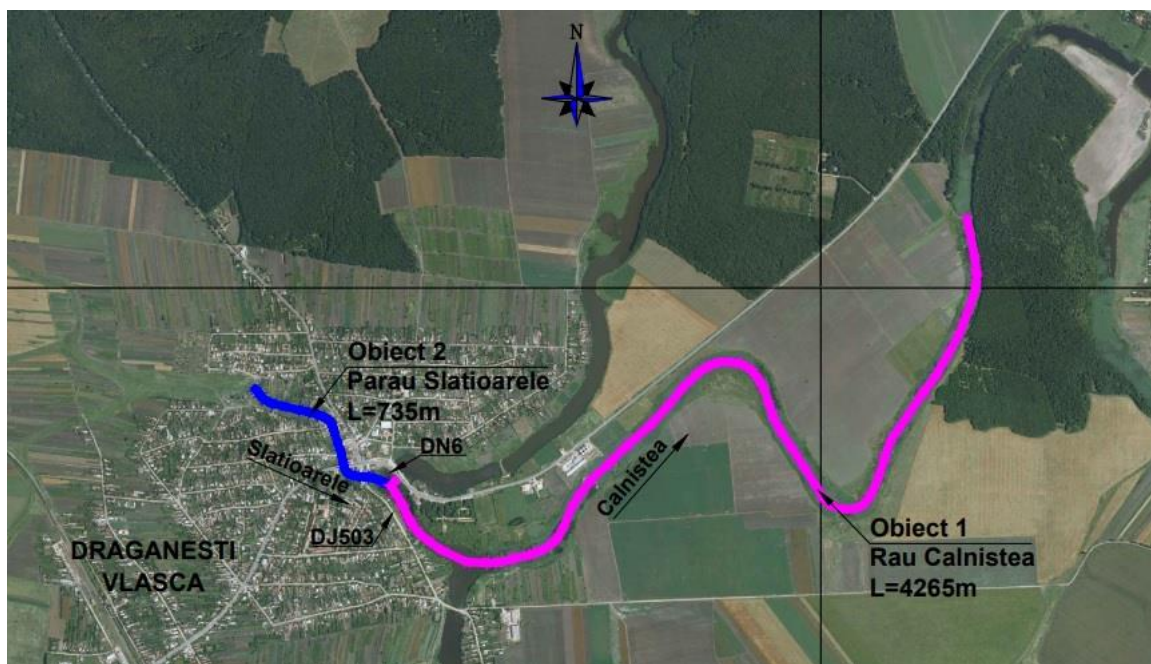 N
Obiect 2
Parau Slatioarele
L=735m
DN6
Slatioarele
Calnistea
DJ503
DRAGANESTI
VLASCA
Obiect 1
Rau Calnistea
L=4265m